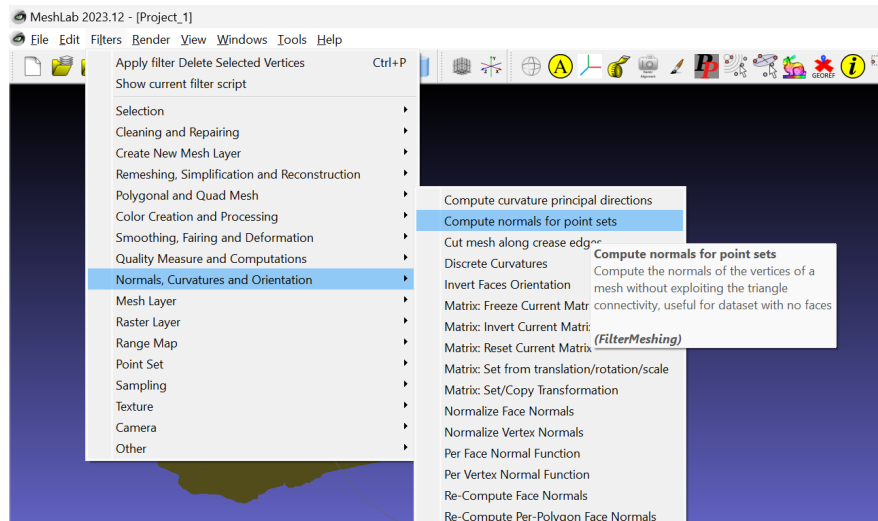 MeshLab 2023.12 - [Project_1]
File Edit Filters Render View Windows Tools Help
A
Pp
GEOREF
i
Apply filter Delete Selected Vertices Ctrl+P
Show current filter script
Selection
Cleaning and Repairing
Create New Mesh Layer
Remeshing, Simplification and Reconstruction
Polygonal and Quad Mesh
Color Creation and Processing
Smoothing, Fairing and Deformation
Quality Measure and Computations
Normals, Curvatures and Orientation
Mesh Layer
Raster Layer
Range Map
Point Set
Sampling
Texture
Camera
Other
Compute curvature principal directions
Compute normals for point sets
Cut mesh along crease edges
Discrete Curvatures
Invert Faces Orientation
Matrix: Freeze Current Matr
Matrix: Invert Current Matri
Matrix: Reset Current Matrix
Matrix: Set from translation/rotation/scale
Matrix: Set/Copy Transformation
Normalize Face Normals
Normalize Vertex Normals
Per Face Normal Function
Per Vertex Normal Function
Re-Compute Face Normals
Re-Compute Per-Polygon Face Normals
Compute normals for point sets
Compute the normals of the vertices of a
mesh without exploiting the triangle
connectivity, useful for dataset with no faces
(FilterMeshing)